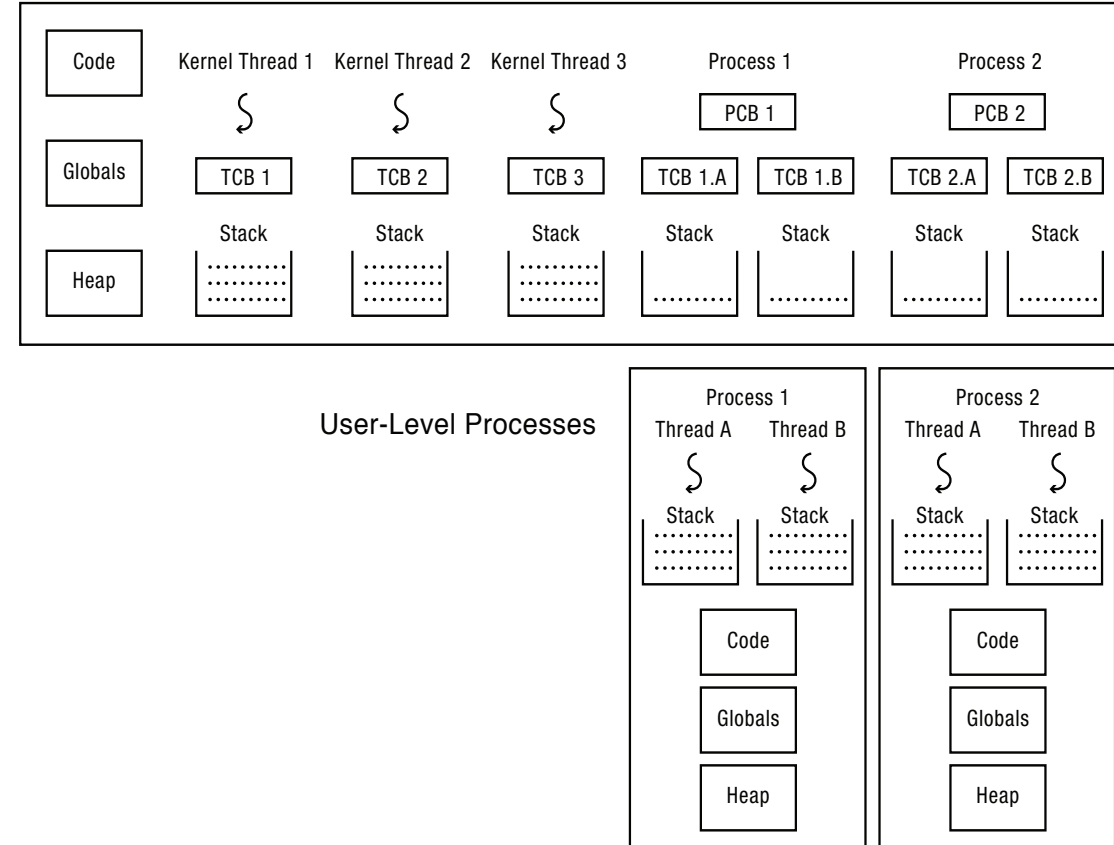 Code
Kernel Thread 1 Kernel Thread 2 Kernel Thread 3 Process 1 Process 2
PCB 1 PCB 2
Globals
TCB 1 TCB 2 TCB 3 TCB 1.A TCB 1.B TCB 2.A TCB 2.B
Stack Stack Stack Stack Stack Stack Stack
Heap
User-Level Processes
Process 1 Process 2
Thread A Thread B Thread A Thread B
Stack Stack Stack Stack
Code Code
Globals Globals
Heap Heap